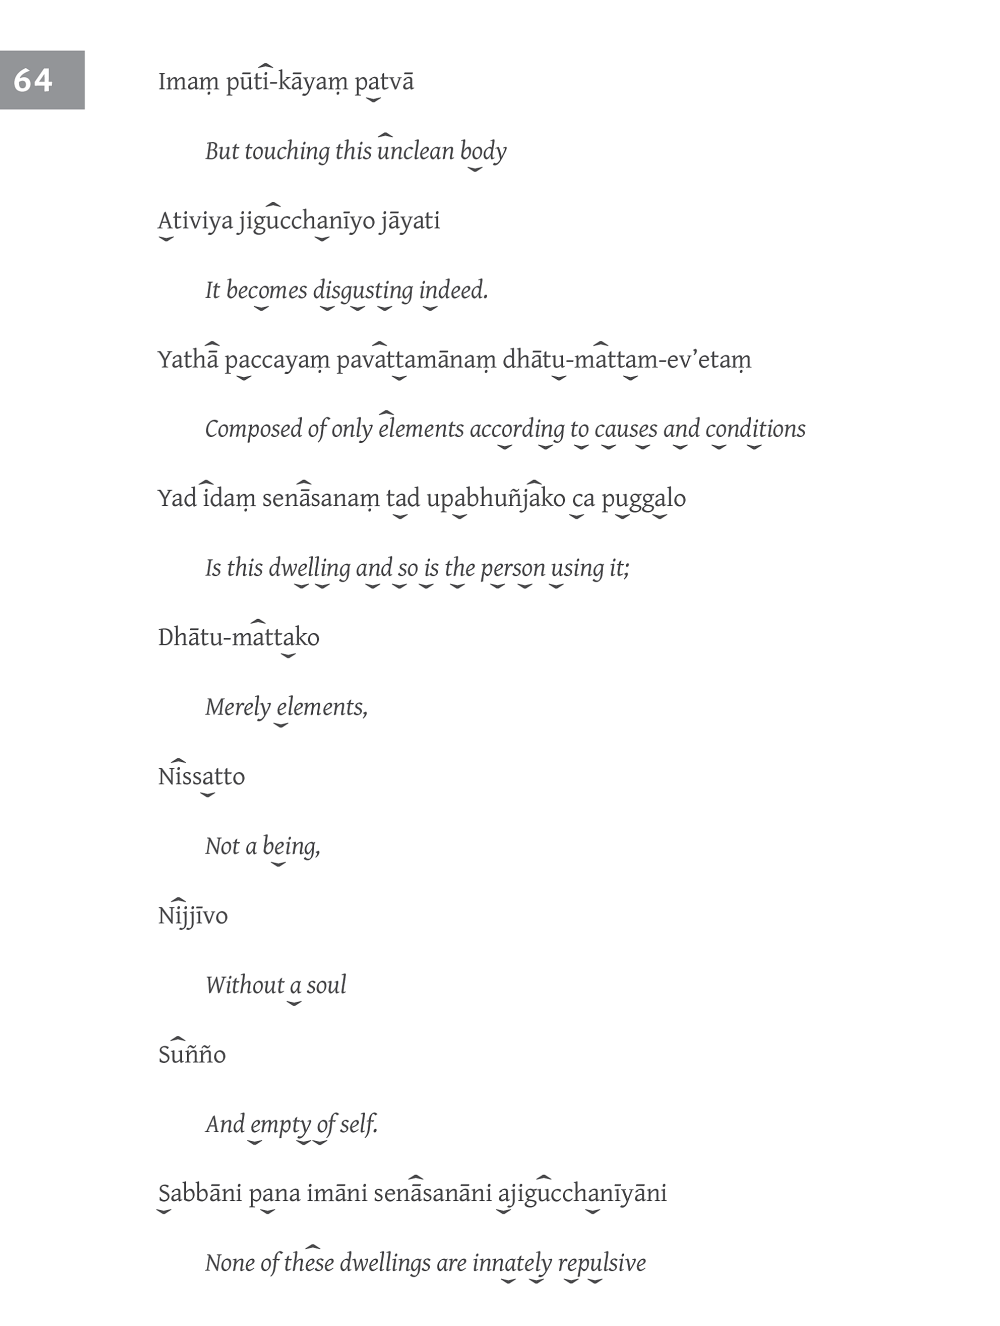 64
Imaṃ pūti-kāyaṃ patvā
But touching this unclean body
Ativiya jigucchanīyo jāyati
It becomes disgusting indeed.
Yathā paccayaṃ pavattamānaṃ dhātu-mattam-ev’etaṃ
Composed of only elements according to causes and conditions
Yad idaṃ senāsanaṃ tad upabhuñjako ca puggalo
Is this dwelling and so is the person using it;
Dhātu-mattako
Merely elements,
Nissatto
Not a being,
Nijjīvo
Without a soul
Suñño
And empty of self.
Sabbāni pana imāni senāsanāni ajigucchanīyāni
None of these dwellings are innately repulsive